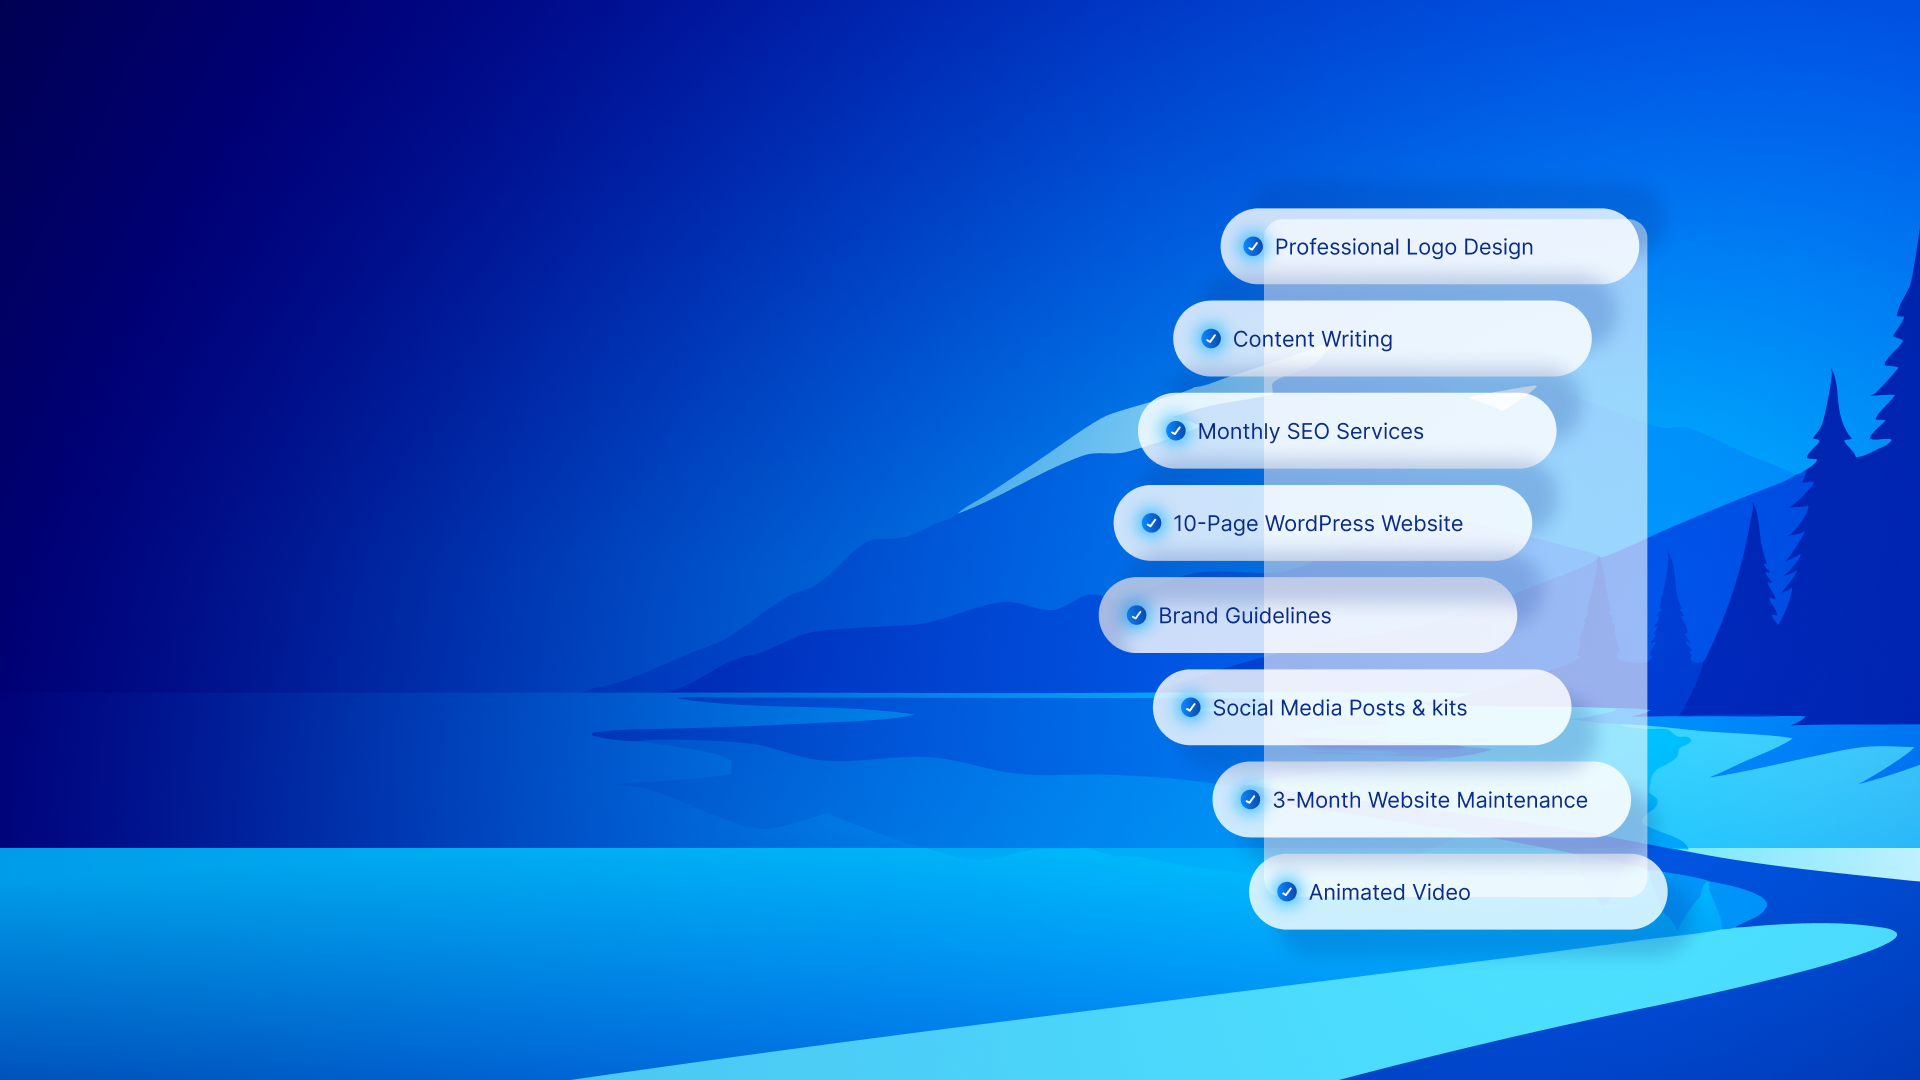 Professional Logo Design
Content Writing
Monthly SEO Services
10-Page WordPress Website
Brand Guidelines
Social Media Posts & kits
3-Month Website Maintenance
Animated Video